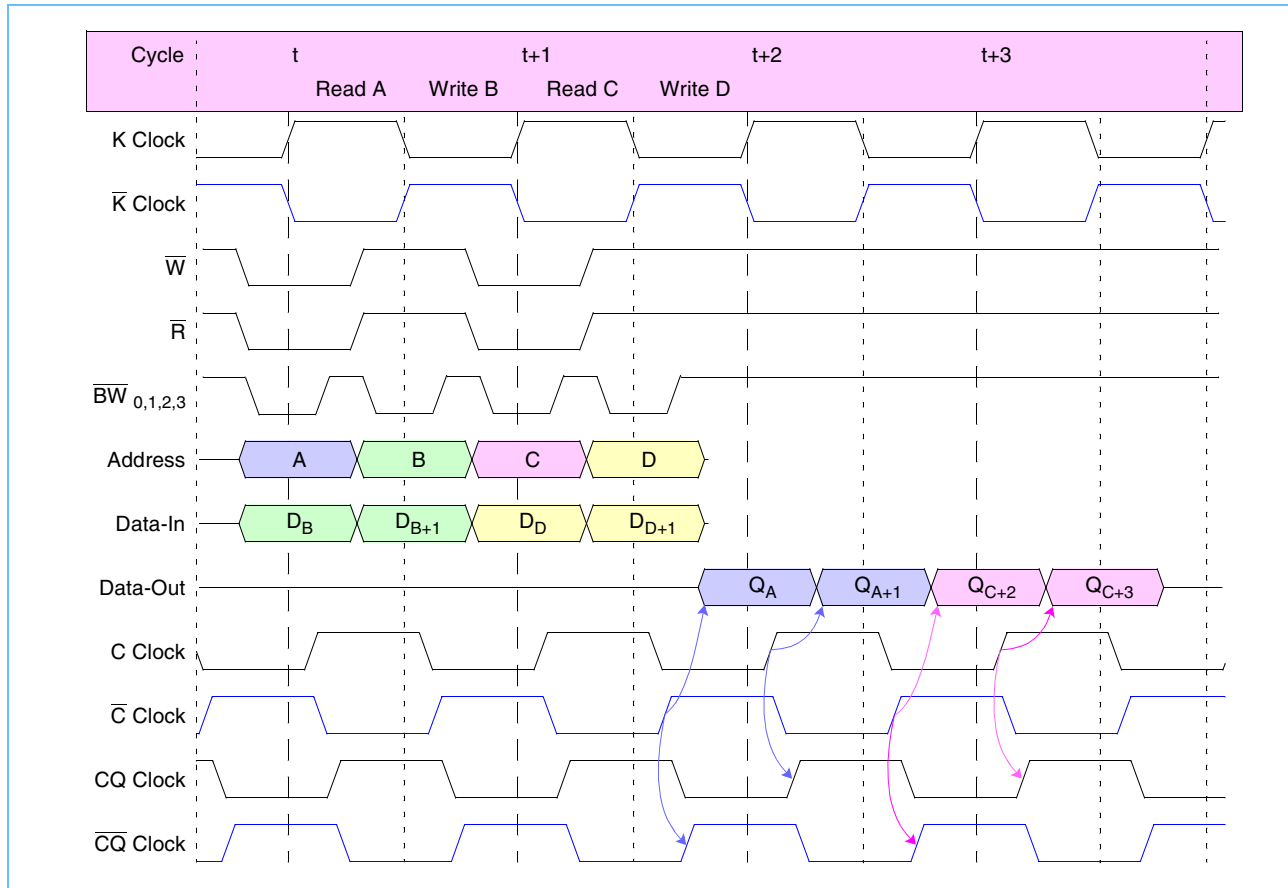 Cycle t t+1 t+2 t+3
Read A Write B Read C Write D
K Clock
K̅ Clock
W̅
R̅
B̅W̅ 0,1,2,3
Address A B C D
Data-In D_B D_B+1 D_D D_D+1
Data-Out Q_A Q_A+1 Q_C+2 Q_C+3
C Clock
C̅ Clock
CQ Clock
C̅Q̅ Clock